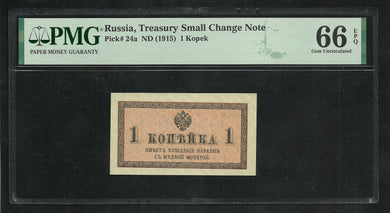 PMG
PAPER MONEY GUARANTY
Russia, Treasury Small Change Note
Pick# 24a ND (1915) 1 Kopek
66 EPQ
Gem Uncirculated
1 КОПѢЙКА 1
ИМѢЕТЪ ХОЖДЕНІЕ НАРАВНѢ
СЪ МѢДНОЙ МОНЕТОЙ.